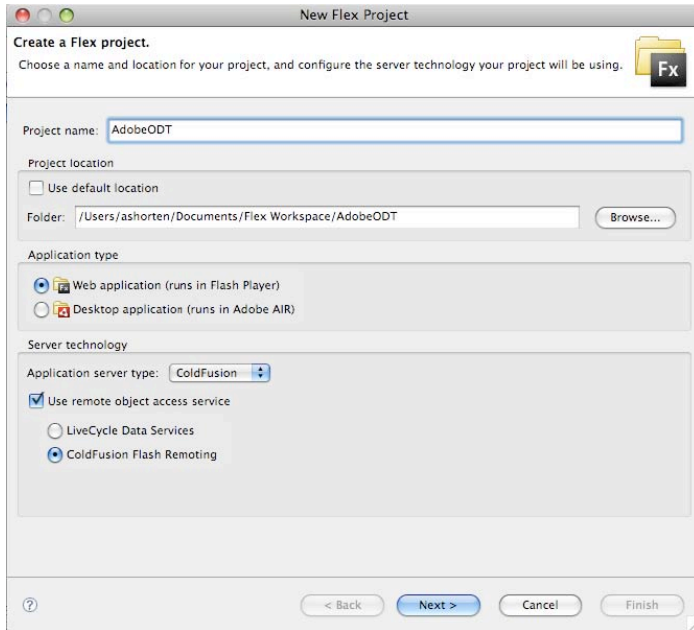 New Flex Project
Create a Flex project.
Choose a name and location for your project, and configure the server technology your project will be using.
Fx
Project name: AdobeODT
Project location
Use default location
Folder: /Users/ashorten/Documents/Flex Workspace/AdobeODT Browse...
Application type
Web application (runs in Flash Player)
Desktop application (runs in Adobe AIR)
Server technology
Application server type: ColdFusion
Use remote object access service
LiveCycle Data Services
ColdFusion Flash Remoting
? < Back Next > Cancel Finish